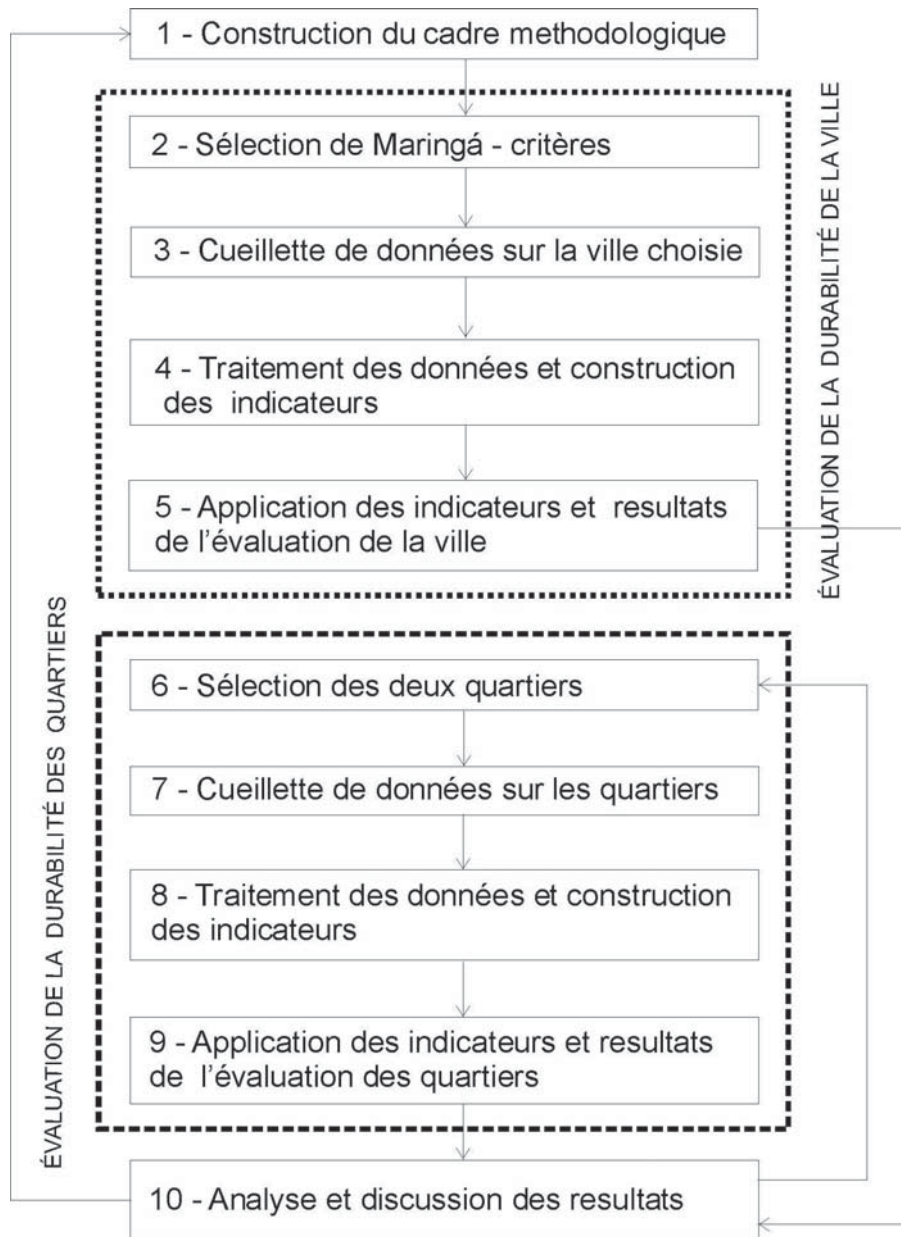 1 - Construction du cadre methodologique
2 - Sélection de Maringá - critères
3 - Cueillette de données sur la ville choisie
4 - Traitement des données et construction
des indicateurs
5 - Application des indicateurs et resultats
de l'évaluation de la ville
ÉVALUATION DE LA DURABILITÉ DE LA VILLE
6 - Sélection des deux quartiers
7 - Cueillette de données sur les quartiers
8 - Traitement des données et construction
des indicateurs
9 - Application des indicateurs et resultats
de l'évaluation des quartiers
ÉVALUATION DE LA DURABILITÉ DES QUARTIERS
10 - Analyse et discussion des resultats